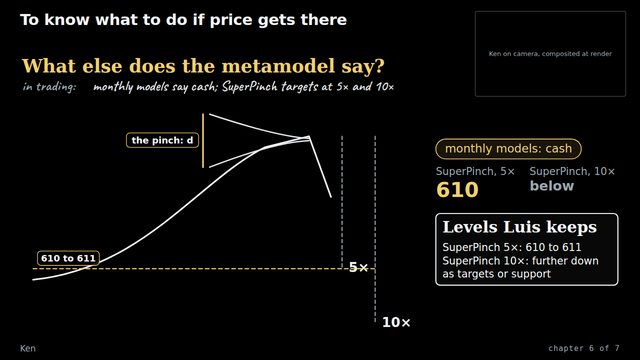 To know what to do if price gets there
Ken on camera, composited at render
What else does the metamodel say?
in trading: monthly models say cash; SuperPinch targets at 5× and 10×
the pinch: d
monthly models: cash
SuperPinch, 5×
610
SuperPinch, 10×
below
Levels Luis keeps
SuperPinch 5×: 610 to 611
SuperPinch 10×: further down
as targets or support
610 to 611
5×
10×
Ken
chapter 6 of 7